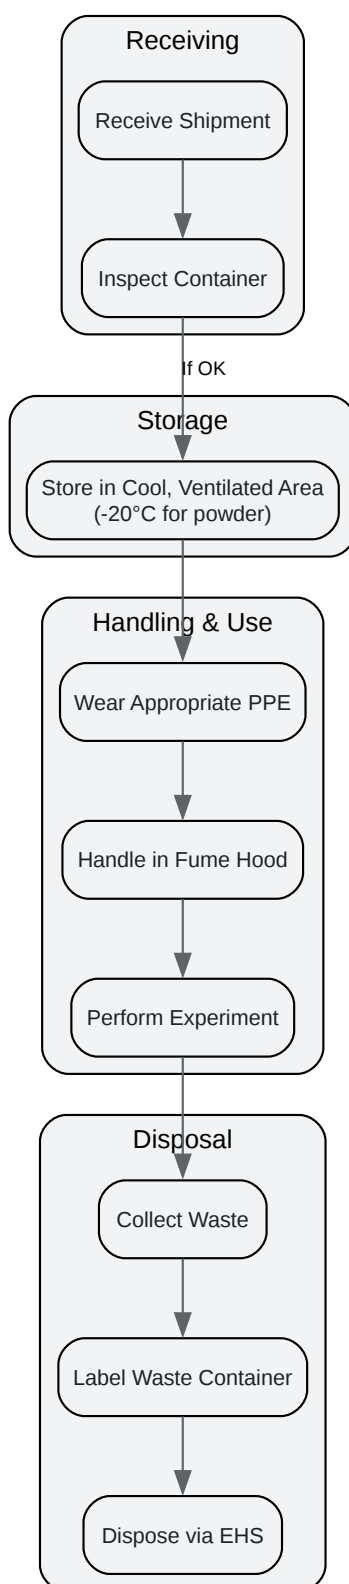 Receiving
Receive Shipment
Inspect Container
If OK
Storage
Store in Cool, Ventilated Area
(-20°C for powder)
Handling & Use
Wear Appropriate PPE
Handle in Fume Hood
Perform Experiment
Disposal
Collect Waste
Label Waste Container
Dispose via EHS